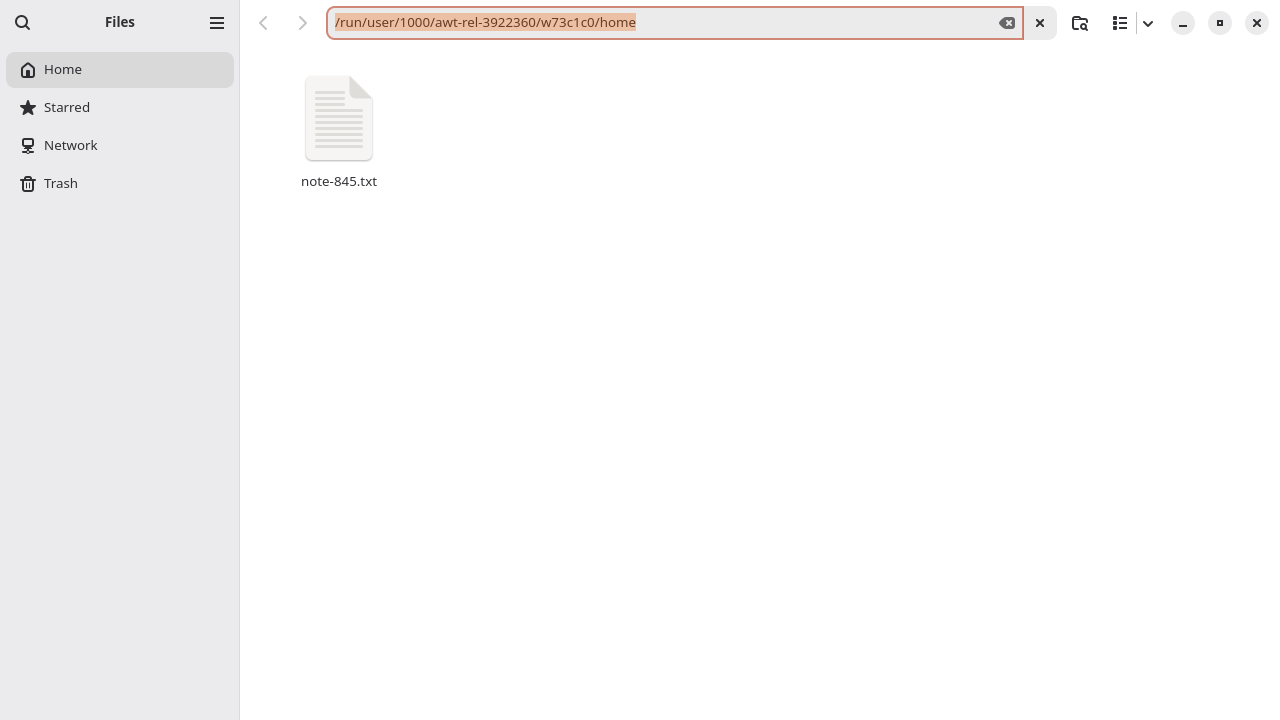 Files
/run/user/1000/awt-rel-3922360/w73c1c0/home
Home
Starred
Network
Trash
note-845.txt